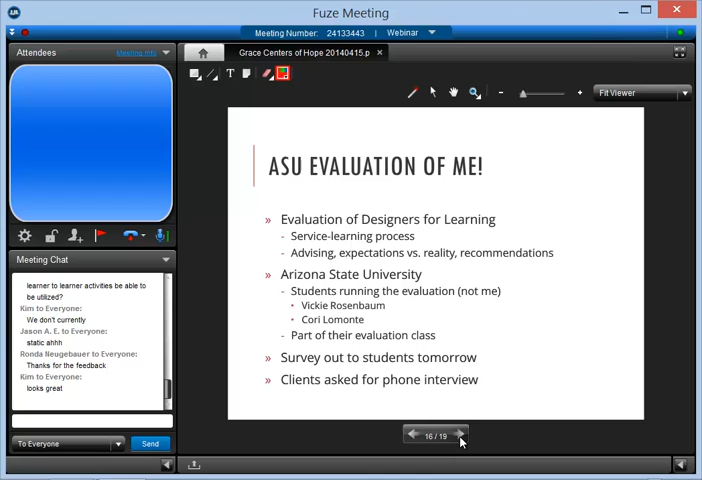 Fuze Meeting
Meeting Number: 24133443 Webinar
Attendees Meeting Info
Grace Centers of Hope 20140415.p
T
Fit Viewer
ASU EVALUATION OF ME!
» Evaluation of Designers for Learning
- Service-learning process
- Advising, expectations vs. reality, recommendations
» Arizona State University
- Students running the evaluation (not me)
• Vickie Rosenbaum
• Cori Lomonte
- Part of their evaluation class
» Survey out to students tomorrow
» Clients asked for phone interview
16 / 19
Meeting Chat
learner to learner activities be able to
be utilized?
Kim to Everyone:
We don't currently
Jason A. E. to Everyone:
static ahhh
Ronda Neugebauer to Everyone:
Thanks for the feedback
Kim to Everyone:
looks great
To Everyone
Send